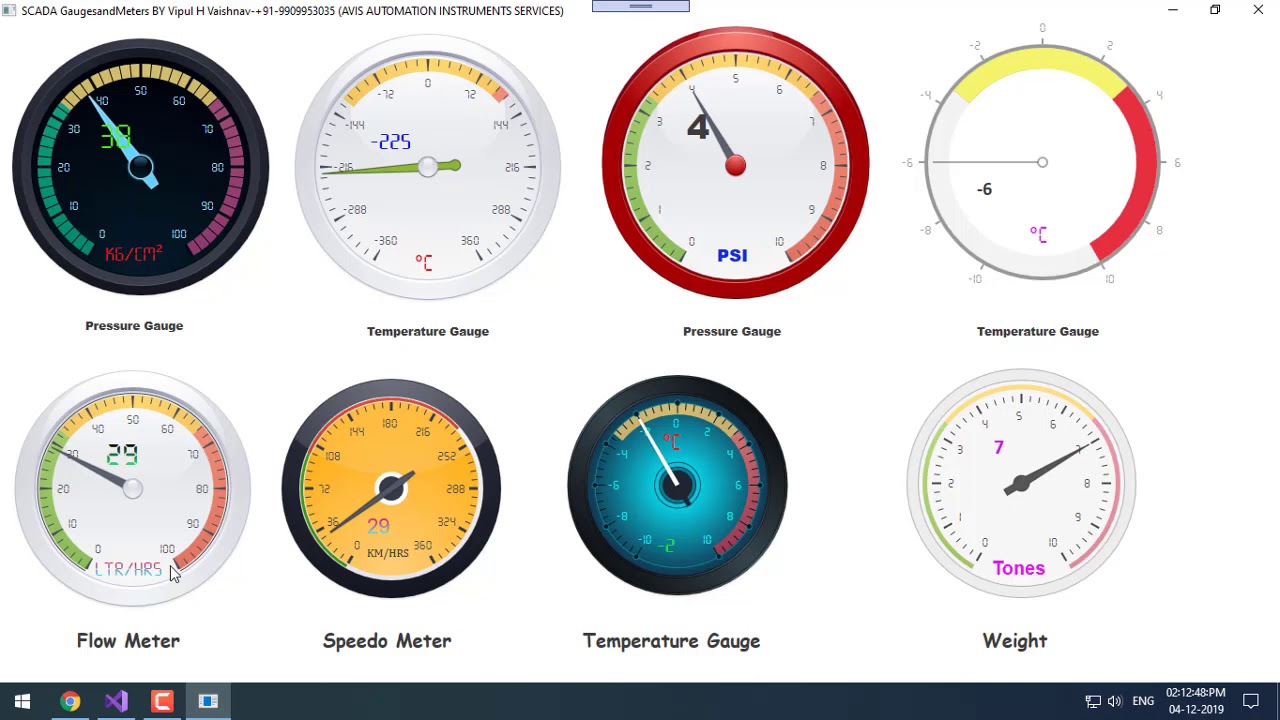 SCADA GaugesandMeters BY Vipul H Vaishnav-+91-9909953035 (AVIS AUTOMATION INSTRUMENTS SERVICES)
0 10 20 30 40 50 60 70 80 90 100
38
KG/CM²
Pressure Gauge
-360 -288 -216 -144 -72 0 72 144 216 288 360
-225
°C
Temperature Gauge
0 1 2 3 4 5 6 7 8 9 10
4
PSI
Pressure Gauge
-10 -8 -6 -4 -2 0 2 4 6 8 10
-6
°C
Temperature Gauge
0 10 20 30 40 50 60 70 80 90 100
29
LTR/HRS
Flow Meter
0 36 72 108 144 180 216 252 288 324 360
29
KM/HRS
Speedo Meter
-10 -8 -6 -4 0 2 4 6 8 10
°C
-2
Temperature Gauge
0 1 2 3 4 5 6 7 8 9 10
7
Tones
Weight
ENG
02:12:48:PM
04-12-2019